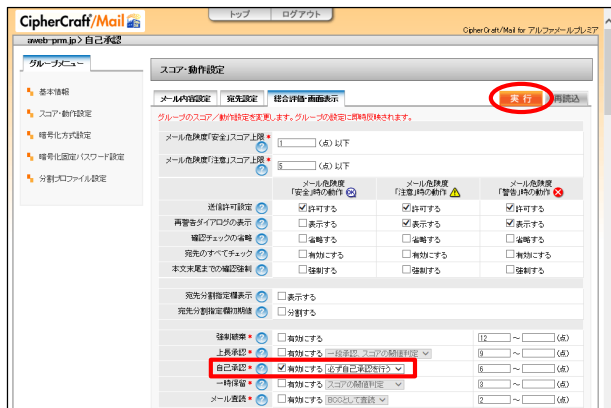 CipherCraft/Mail
トップ ログアウト
CipherCraft/Mail for アルファメールプレミア
aweb-prm.jp > 自己承認
グループメニュー
基本情報
スコア・動作設定
暗号化方式設定
暗号化固定パスワード設定
分割プロファイル設定
スコア・動作設定
メール内容設定 宛先設定 総合評価・画面表示 実行 再読込
グループのスコア/動作設定を変更します。グループの設定に即時反映されます。
メール危険度「安全」スコア上限* 1 (点)以下
メール危険度「注意」スコア上限* 5 (点)以下
メール危険度 メール危険度 メール危険度
「安全」時の動作 OK 「注意」時の動作 「警告」時の動作
送信許可設定 許可する 許可する 許可する
再警告ダイアログの表示 表示する 表示する 表示する
確認チェックの省略 省略する 省略する 省略する
宛先のすべてチェック 有効にする 有効にする 有効にする
本文末尾までの確認強制 強制する 強制する 強制する
宛先分割指定欄表示 表示する
宛先分割指定欄初期値 分割する
強制破棄* 有効にする 12 ～ (点)
上長承認* 有効にする 一段承認、スコアの閾値判定 9 ～ (点)
自己承認* 有効にする 必ず自己承認を行う 6 ～ (点)
一時保留* 有効にする スコアの閾値判定 3 ～ (点)
メール査読* 有効にする BCCとして査読 2 ～ (点)